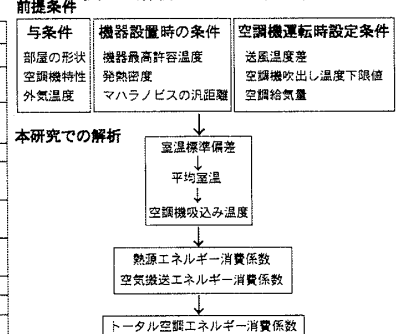 前提条件
与条件
部屋の形状
空調機特性
外気温度
機器設置時の条件
機器最高許容温度
発熱密度
マハラノビスの汎距離
空調機運転時設定条件
送風温度差
空調機吹出し温度下限値
空調給気量
本研究での解析
室温標準偏差
平均室温
空調機吸込み温度
熱源エネルギー消費係数
空気搬送エネルギー消費係数
トータル空調エネルギー消費係数